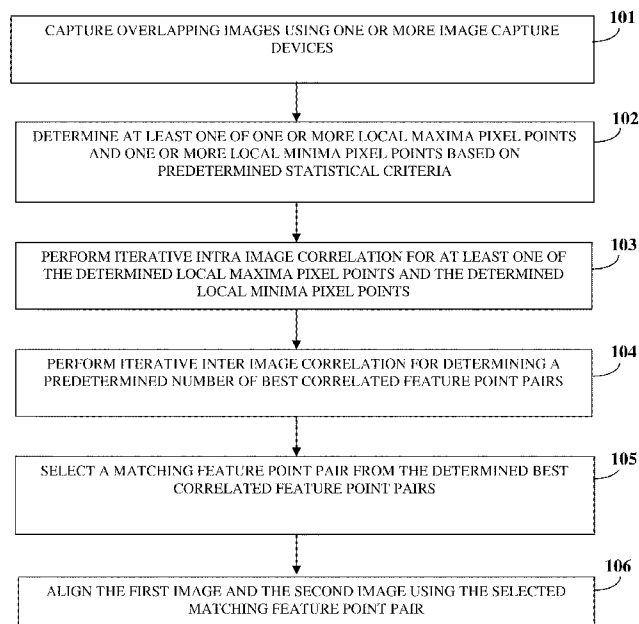 101
CAPTURE OVERLAPPING IMAGES USING ONE OR MORE IMAGE CAPTURE
DEVICES
102
DETERMINE AT LEAST ONE OF ONE OR MORE LOCAL MAXIMA PIXEL POINTS
AND ONE OR MORE LOCAL MINIMA PIXEL POINTS BASED ON
PREDETERMINED STATISTICAL CRITERIA
103
PERFORM ITERATIVE INTRA IMAGE CORRELATION FOR AT LEAST ONE OF
THE DETERMINED LOCAL MAXIMA PIXEL POINTS AND THE DETERMINED
LOCAL MINIMA PIXEL POINTS
104
PERFORM ITERATIVE INTER IMAGE CORRELATION FOR DETERMINING A
PREDETERMINED NUMBER OF BEST CORRELATED FEATURE POINT PAIRS
105
SELECT A MATCHING FEATURE POINT PAIR FROM THE DETERMINED BEST
CORRELATED FEATURE POINT PAIRS
106
ALIGN THE FIRST IMAGE AND THE SECOND IMAGE USING THE SELECTED
MATCHING FEATURE POINT PAIR